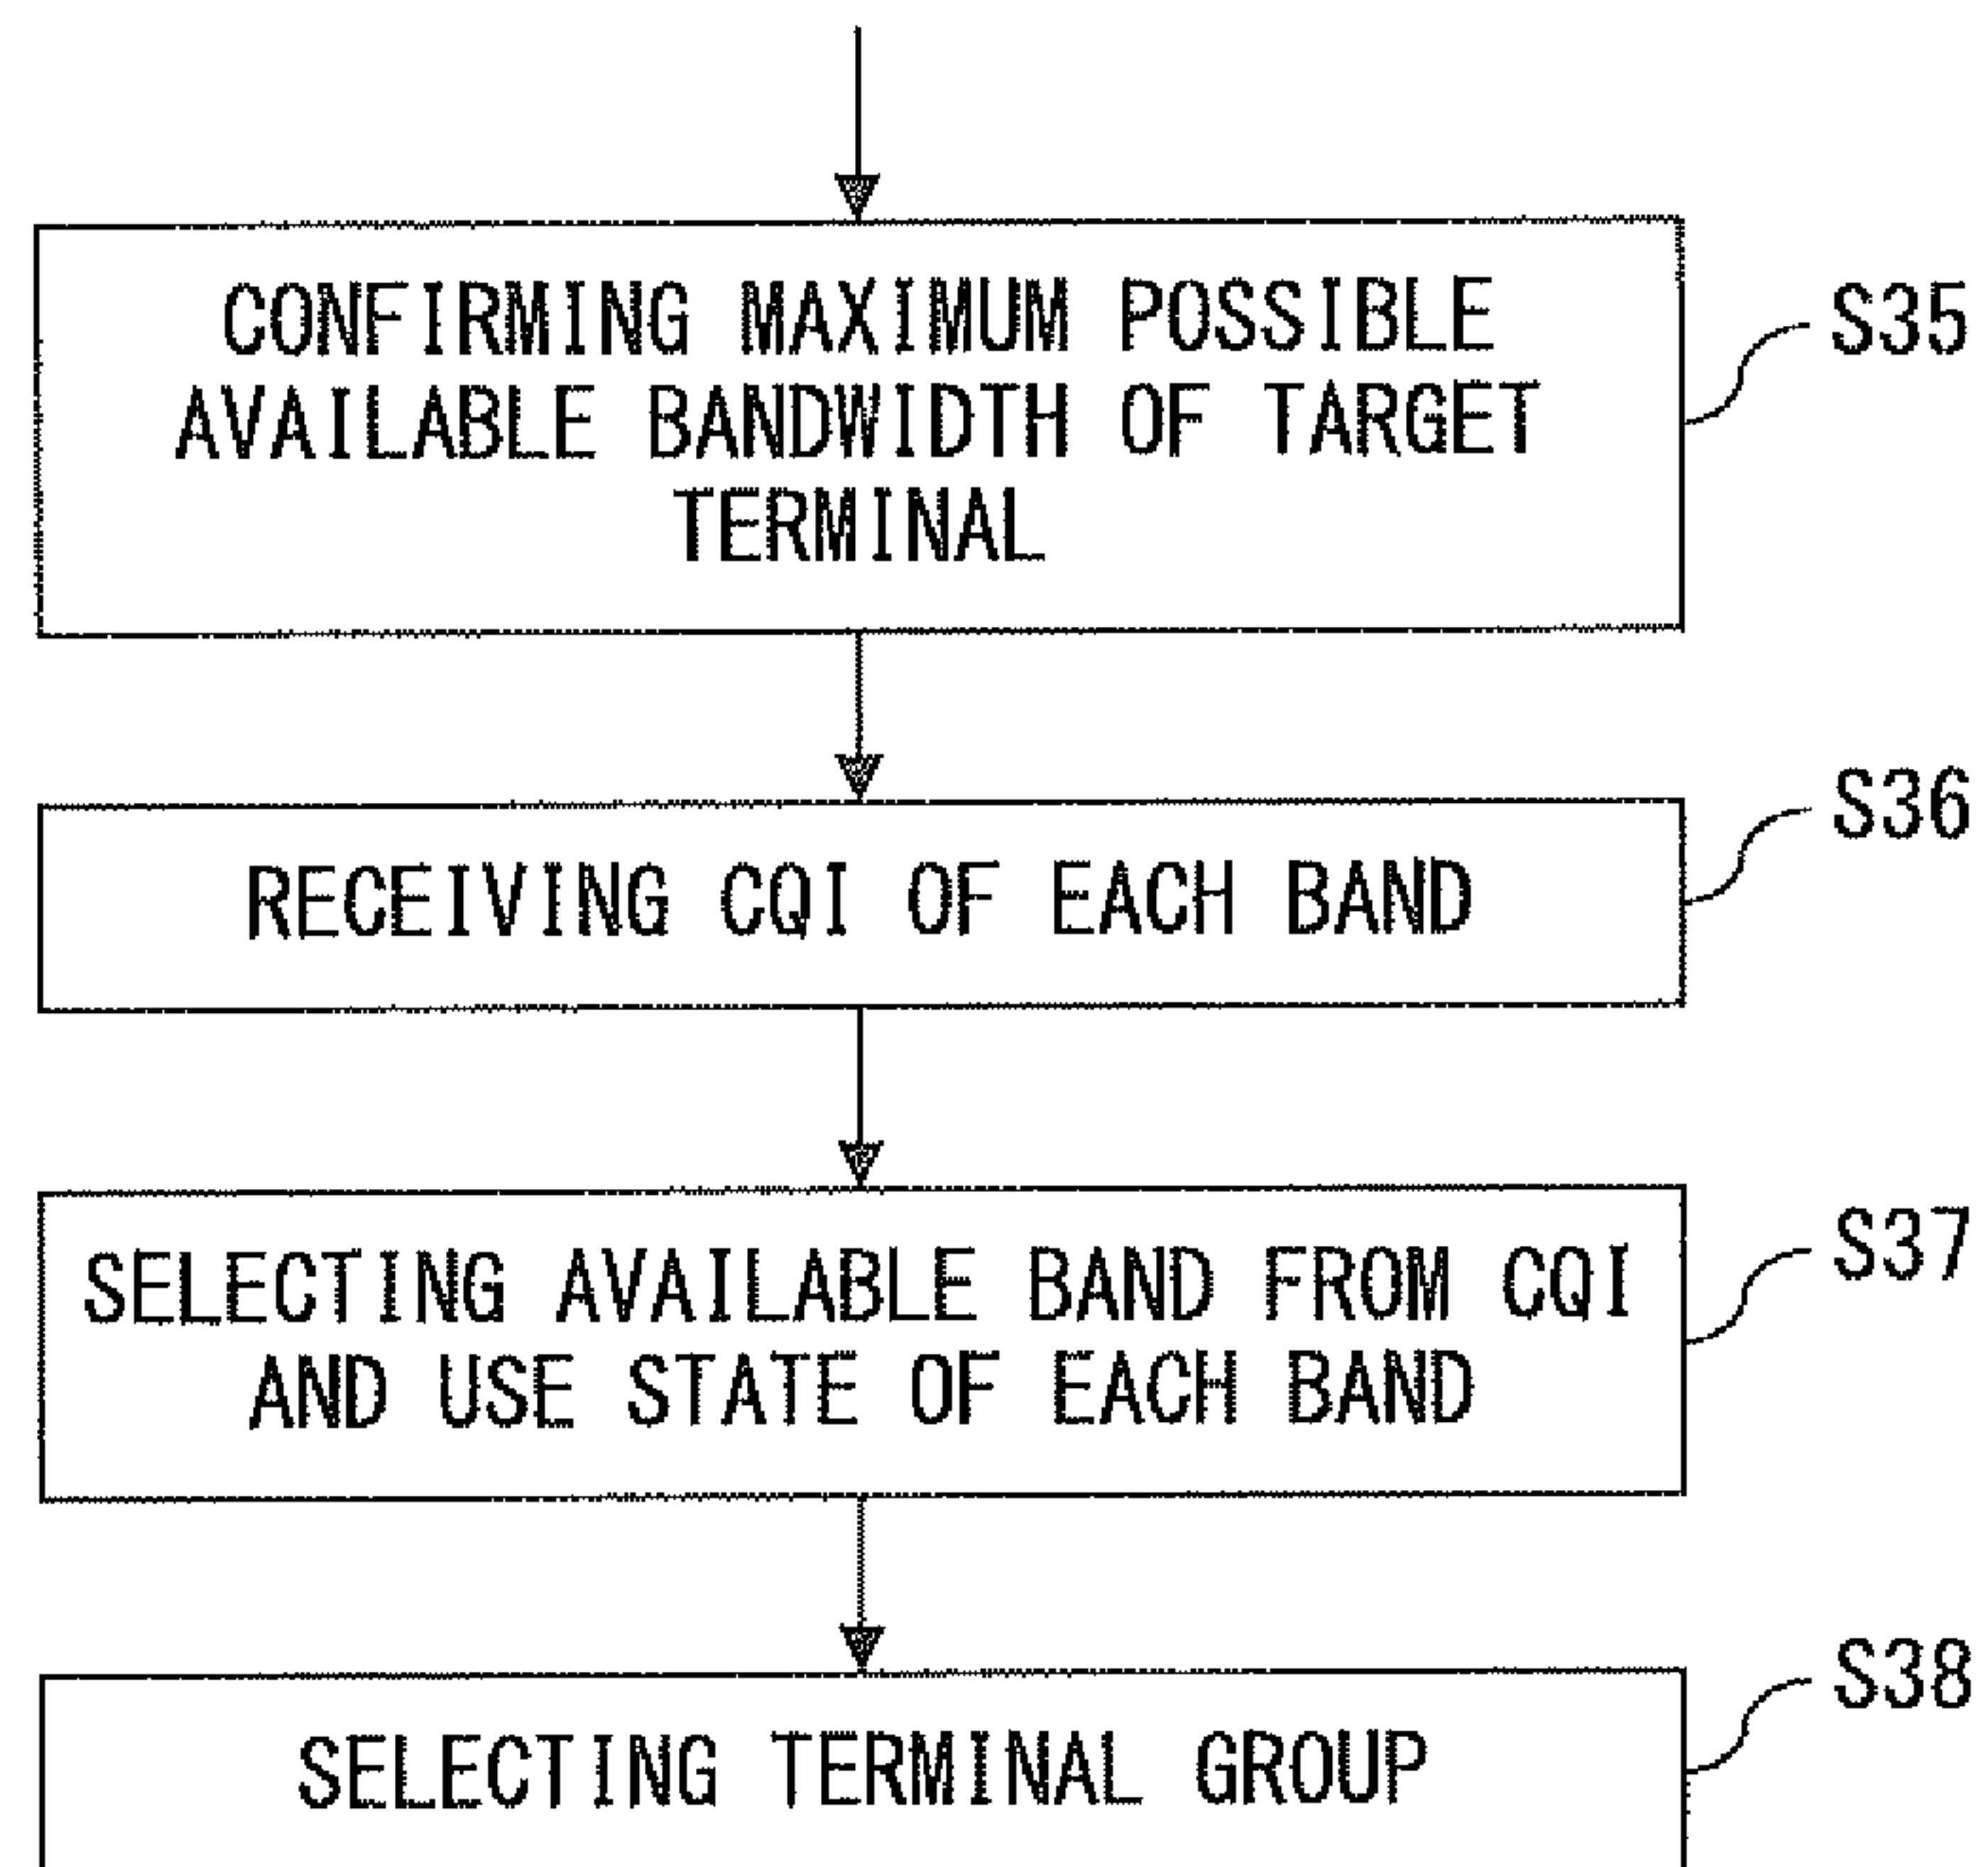 CONFIRMING MAXIMUM POSSIBLE
AVAILABLE BANDWIDTH OF TARGET
TERMINAL
S35
RECEIVING CQI OF EACH BAND
S36
SELECTING AVAILABLE BAND FROM CQI
AND USE STATE OF EACH BAND
S37
SELECTING TERMINAL GROUP
S38